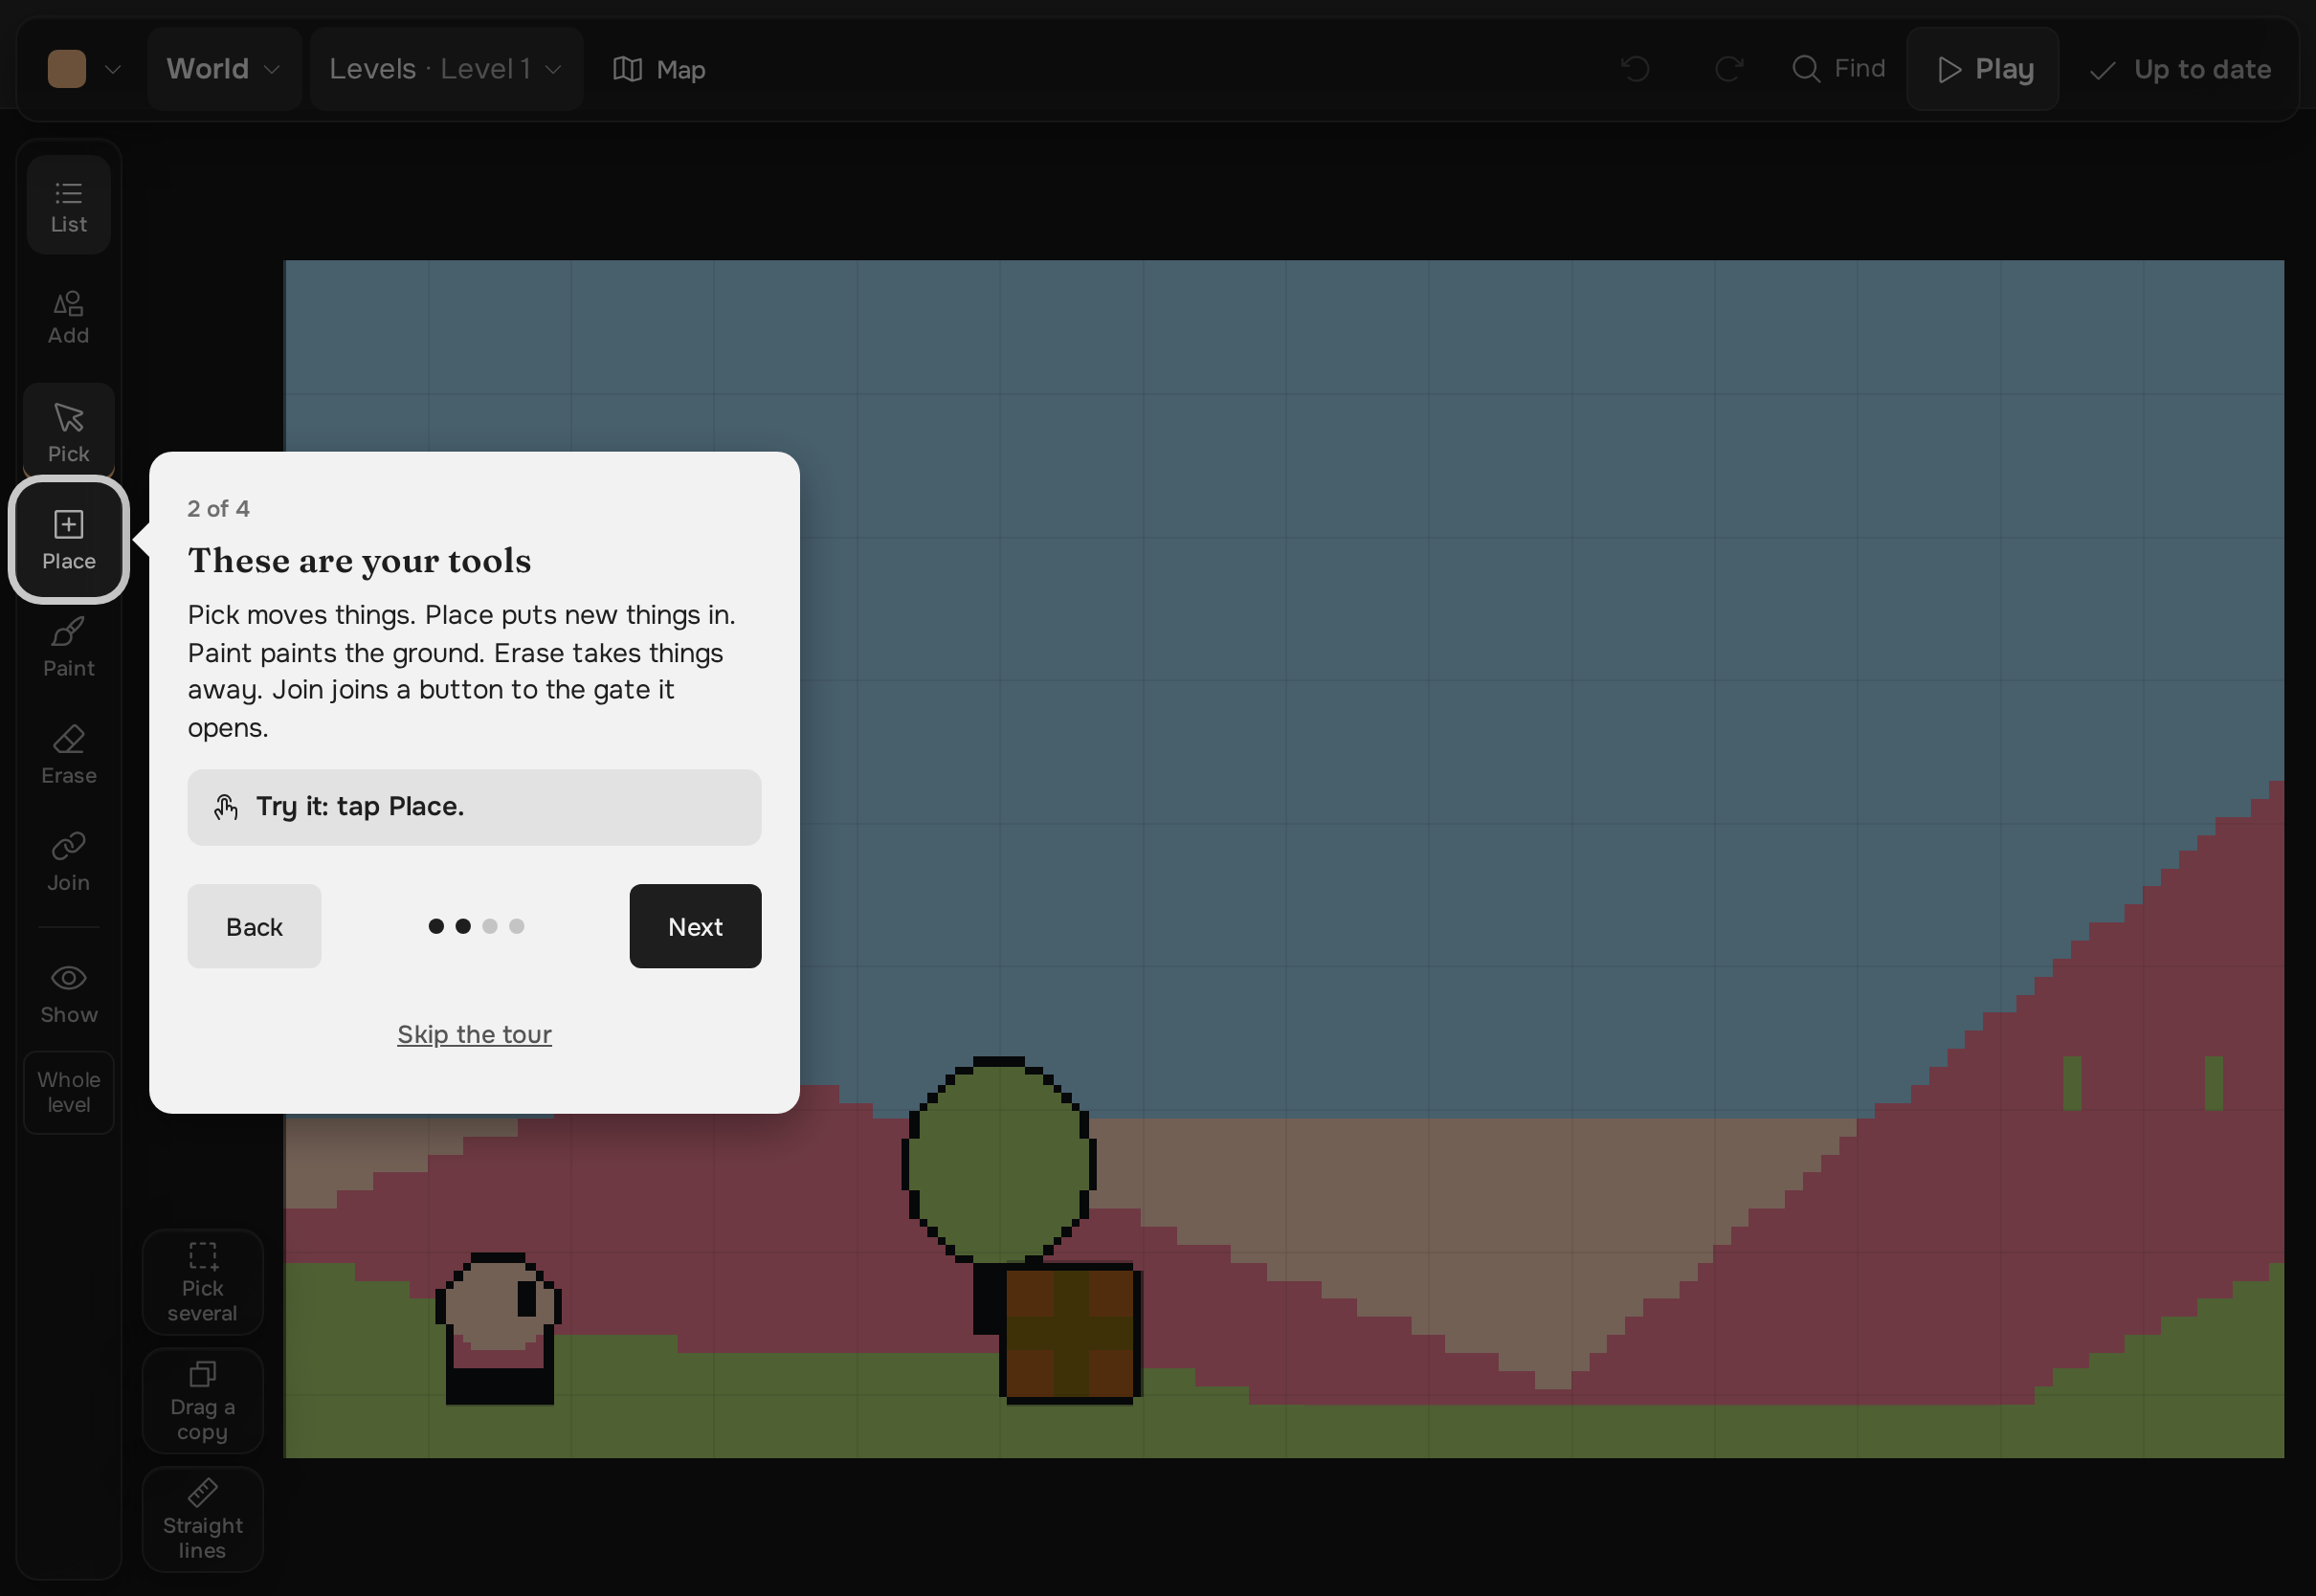 World
Levels · Level 1
Map
Find
Play
Up to date
List
Add
Pick
Place
Paint
Erase
Join
Show
Whole
level
2 of 4
These are your tools
Pick moves things. Place puts new things in.
Paint paints the ground. Erase takes things
away. Join joins a button to the gate it
opens.
Try it: tap Place.
Back
Next
Skip the tour
Pick
several
Drag a
copy
Straight
lines